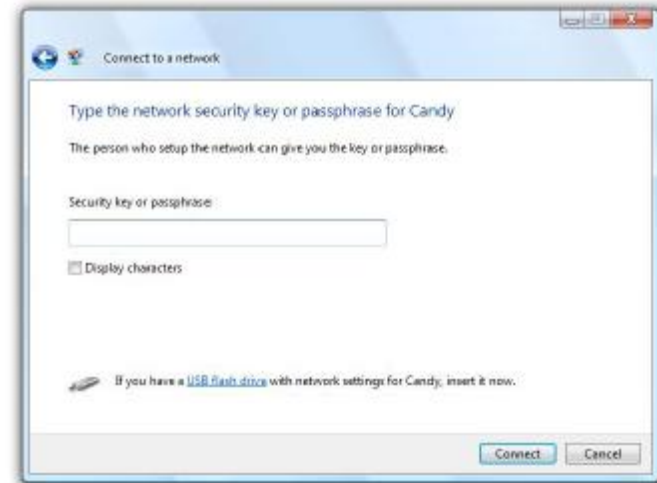 Connect to a network
Type the network security key or passphrase for Candy
The person who setup the network can give you the key or passphrase.
Security key or passphrase:
Display characters
If you have a USB flash drive with network settings for Candy, insert it now.
Connect Cancel